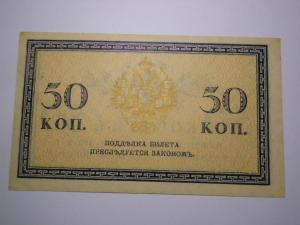 50 50
КОП. КОП.
ПОДДѢЛКА БИЛЕТА
ПРЕСЛѢДУЕТСЯ ЗАКОНОМЪ.